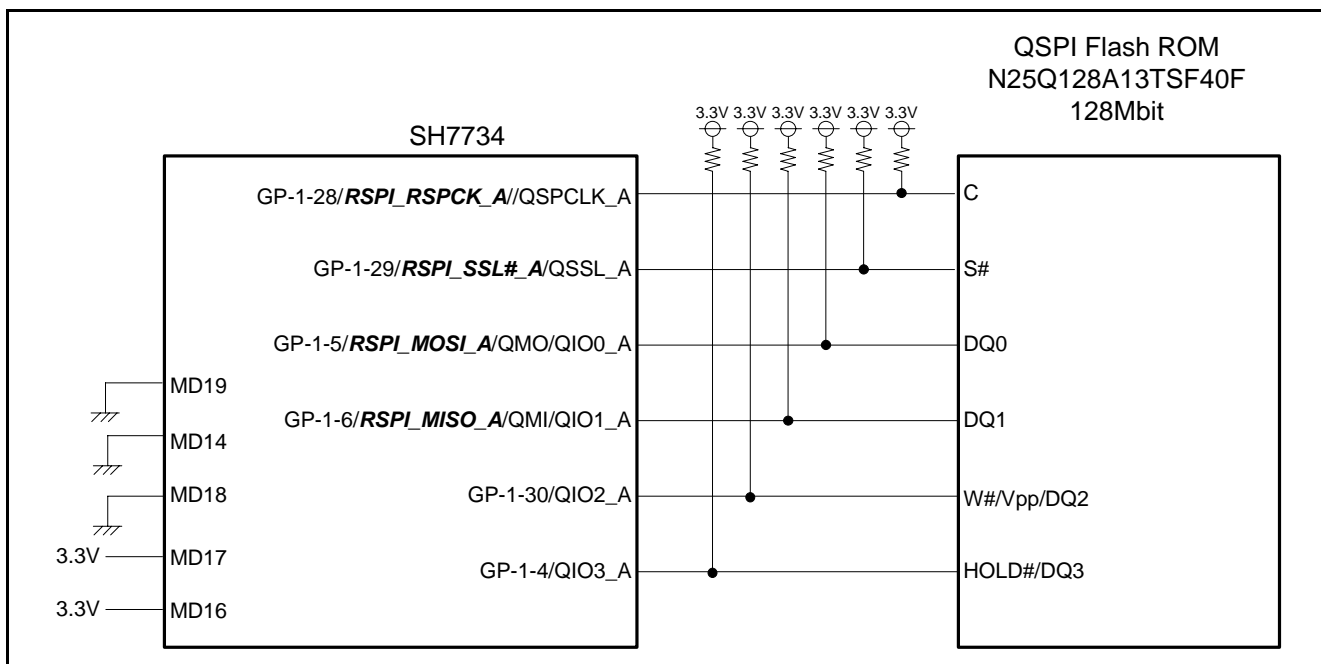 QSPI Flash ROM
N25Q128A13TSF40F
128Mbit
3.3V 3.3V 3.3V 3.3V 3.3V 3.3V
SH7734
GP-1-28/RSPI_RSPCK_A//QSPCLK_A
C
GP-1-29/RSPI_SSL#_A/QSSL_A
S#
GP-1-5/RSPI_MOSI_A/QMO/QIO0_A
DQ0
MD19
GP-1-6/RSPI_MISO_A/QMI/QIO1_A
DQ1
MD14
MD18
GP-1-30/QIO2_A
W#/Vpp/DQ2
3.3V
MD17
GP-1-4/QIO3_A
HOLD#/DQ3
3.3V
MD16